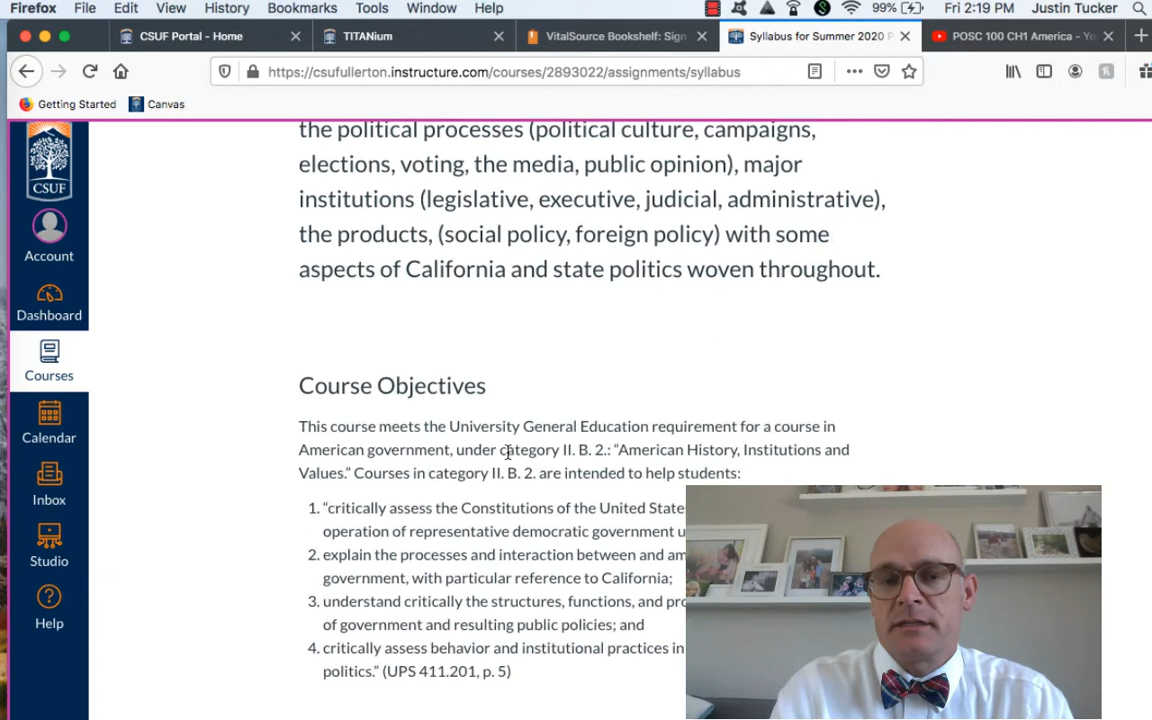 Firefox File Edit View History Bookmarks Tools Window Help 99% Fri 2:19 PM Justin Tucker
CSUF Portal - Home TITANium VitalSource Bookshelf: Sign Syllabus for Summer 2020 POSC 100 CH1 America -
https://csufullerton.instructure.com/courses/2893022/assignments/syllabus
Getting Started Canvas
CSUF
Account
Dashboard
Courses
Calendar
Inbox
Studio
Help
the political processes (political culture, campaigns,
elections, voting, the media, public opinion), major
institutions (legislative, executive, judicial, administrative),
the products, (social policy, foreign policy) with some
aspects of California and state politics woven throughout.
Course Objectives
This course meets the University General Education requirement for a course in
American government, under category II. B. 2.: “American History, Institutions and
Values.” Courses in category II. B. 2. are intended to help students:
1. “critically assess the Constitutions of the United State
operation of representative democratic government u
2. explain the processes and interaction between and am
government, with particular reference to California;
3. understand critically the structures, functions, and pro
of government and resulting public policies; and
4. critically assess behavior and institutional practices in
politics.” (UPS 411.201, p. 5)